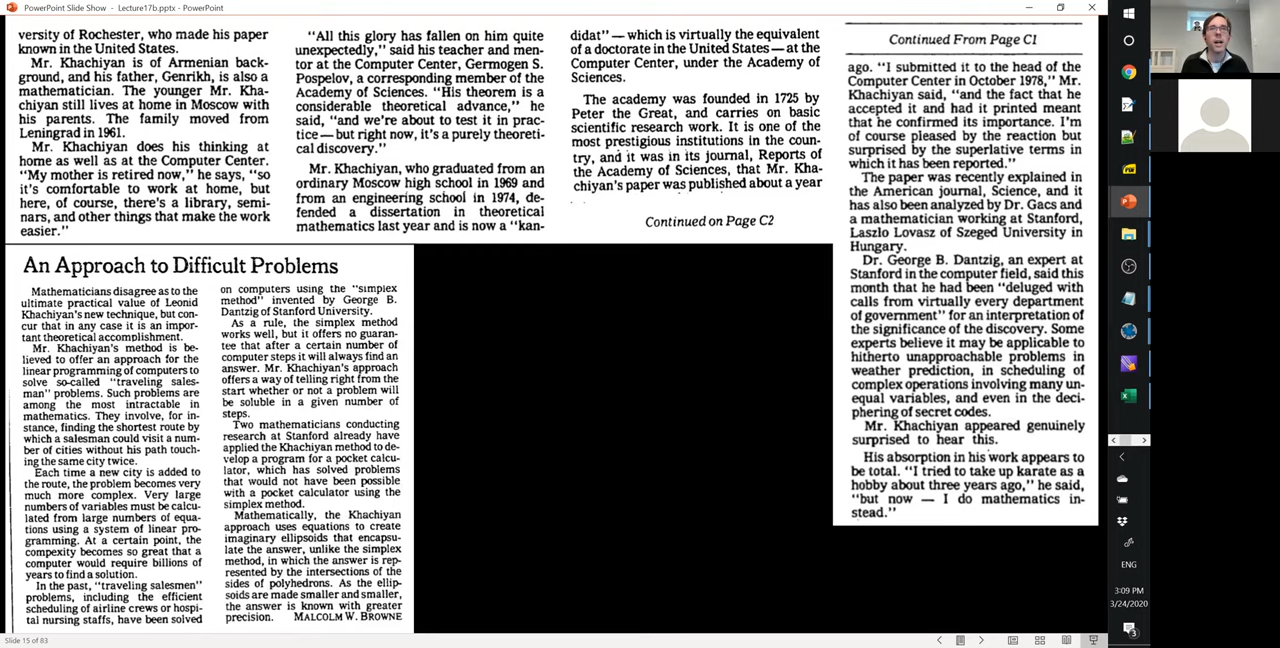 PowerPoint Slide Show - Lecture17b.pptx - PowerPoint
versity of Rochester, who made his paper
known in the United States.
Mr. Khachiyan is of Armenian back-
ground, and his father, Genrikh, is also a
mathematician. The younger Mr. Kha-
chiyan still lives at home in Moscow with
his parents. The family moved from
Leningrad in 1961.
Mr. Khachiyan does his thinking at
home as well as at the Computer Center.
"My mother is retired now," he says, "so
it's comfortable to work at home, but
here, of course, there's a library, semi-
nars, and other things that make the work
easier."
"All this glory has fallen on him quite
unexpectedly," said his teacher and men-
tor at the Computer Center, Germogen S.
Pospelov, a corresponding member of the
Academy of Sciences. "His theorem is a
considerable theoretical advance," he
said, "and we're about to test it in prac-
tice — but right now, it's a purely theoreti-
cal discovery."
Mr. Khachiyan, who graduated from an
ordinary Moscow high school in 1969 and
from an engineering school in 1974, de-
fended a dissertation in theoretical
mathematics last year and is now a "kan-
didat" — which is virtually the equivalent
of a doctorate in the United States — at the
Computer Center, under the Academy of
Sciences.
The academy was founded in 1725 by
Peter the Great, and carries on basic
scientific research work. It is one of the
most prestigious institutions in the coun-
try, and it was in its journal, Reports of
the Academy of Sciences, that Mr. Kha-
chiyan's paper was published about a year
Continued on Page C2
Continued From Page C1
ago. "I submitted it to the head of the
Computer Center in October 1978," Mr.
Khachiyan said, "and the fact that he
accepted it and had it printed meant
that he confirmed its importance. I'm
of course pleased by the reaction but
surprised by the superlative terms in
which it has been reported."
The paper was recently explained in
the American journal, Science, and it
has also been analyzed by Dr. Gacs and
a mathematician working at Stanford,
Laszlo Lovasz of Szeged University in
Hungary.
Dr. George B. Dantzig, an expert at
Stanford in the computer field, said this
month that he had been "deluged with
calls from virtually every department
of government" for an interpretation of
the significance of the discovery. Some
experts believe it may be applicable to
hitherto unapproachable problems in
weather prediction, in scheduling of
complex operations involving many un-
equal variables, and even in the deci-
phering of secret codes.
Mr. Khachiyan appeared genuinely
surprised to hear this.
His absorption in his work appears to
be total. "I tried to take up karate as a
hobby about three years ago," he said,
"but now — I do mathematics in-
stead."
An Approach to Difficult Problems
Mathematicians disagree as to the
ultimate practical value of Leonid
Khachiyan's new technique, but con-
cur that in any case it is an impor-
tant theoretical accomplishment.
Mr. Khachiyan's method is be-
lieved to offer an approach for the
linear programming of computers to
solve so-called "traveling sales-
man" problems. Such problems are
among the most intractable in
mathematics. They involve, for in-
stance, finding the shortest route by
which a salesman could visit a num-
ber of cities without his path touch-
ing the same city twice.
Each time a new city is added to
the route, the problem becomes very
much more complex. Very large
numbers of variables must be calcu-
lated from large numbers of equa-
tions using a system of linear pro-
gramming. At a certain point, the
compexity becomes so great that a
computer would require billions of
years to find a solution.
In the past, "traveling salesmen"
problems, including the efficient
scheduling of airline crews or hospi-
tal nursing staffs, have been solved
on computers using the "simplex
method" invented by George B.
Dantzig of Stanford University.
As a rule, the simplex method
works well, but it offers no guaran-
tee that after a certain number of
computer steps it will always find an
answer. Mr. Khachiyan's approach
offers a way of telling right from the
start whether or not a problem will
be soluble in a given number of
steps.
Two mathematicians conducting
research at Stanford already have
applied the Khachiyan method to de-
velop a program for a pocket calcu-
lator, which has solved problems
that would not have been possible
with a pocket calculator using the
simplex method.
Mathematically, the Khachiyan
approach uses equations to create
imaginary ellipsoids that encapsu-
late the answer, unlike the simplex
method, in which the answer is rep-
resented by the intersections of the
sides of polyhedrons. As the ellip-
soids are made smaller and smaller,
the answer is known with greater
precision. MALCOLM W. BROWNE
ENG
3:09 PM
3/24/2020
3
Slide 15 of 83